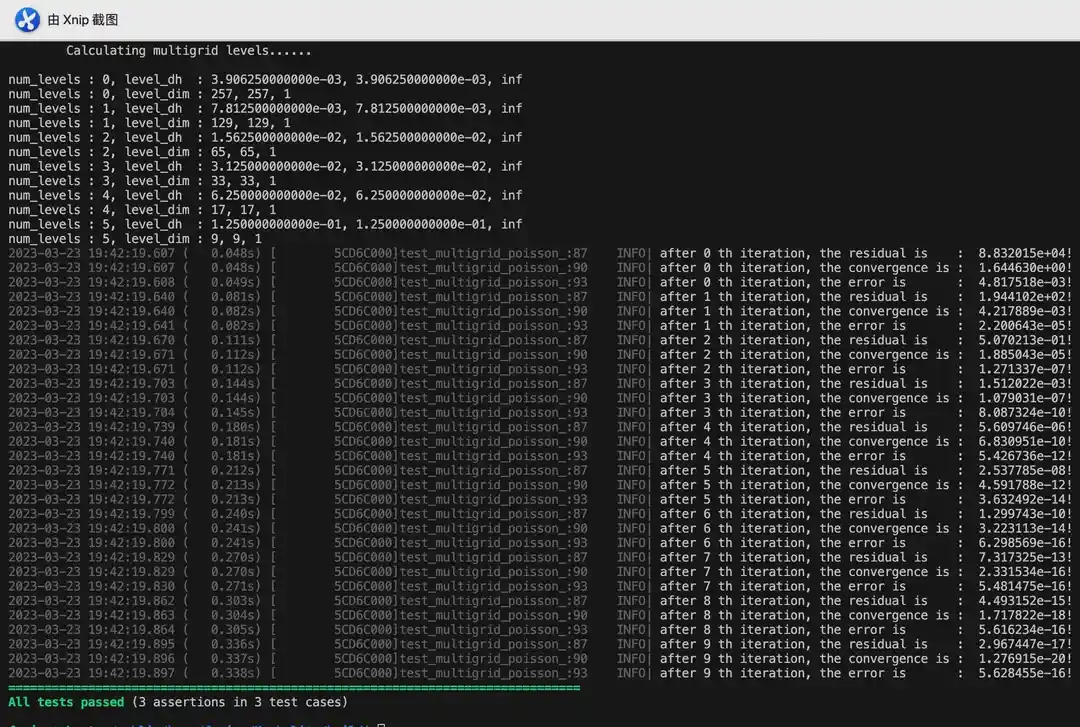 由 Xnip 截图
Calculating multigrid levels......
num_levels : 0, level_dh : 3.906250000000e-03, 3.906250000000e-03, inf
num_levels : 0, level_dim : 257, 257, 1
num_levels : 1, level_dh : 7.812500000000e-03, 7.812500000000e-03, inf
num_levels : 1, level_dim : 129, 129, 1
num_levels : 2, level_dh : 1.562500000000e-02, 1.562500000000e-02, inf
num_levels : 2, level_dim : 65, 65, 1
num_levels : 3, level_dh : 3.125000000000e-02, 3.125000000000e-02, inf
num_levels : 3, level_dim : 33, 33, 1
num_levels : 4, level_dh : 6.250000000000e-02, 6.250000000000e-02, inf
num_levels : 4, level_dim : 17, 17, 1
num_levels : 5, level_dh : 1.250000000000e-01, 1.250000000000e-01, inf
num_levels : 5, level_dim : 9, 9, 1
2023-03-23 19:42:19.607 ( 0.048s) [ 5CD6C000]test_multigrid_poisson_:87 INFO| after 0 th iteration, the residual is : 8.832015e+04!
2023-03-23 19:42:19.607 ( 0.048s) [ 5CD6C000]test_multigrid_poisson_:90 INFO| after 0 th iteration, the convergence is : 1.644630e+00!
2023-03-23 19:42:19.608 ( 0.049s) [ 5CD6C000]test_multigrid_poisson_:93 INFO| after 0 th iteration, the error is : 4.817518e-03!
2023-03-23 19:42:19.640 ( 0.081s) [ 5CD6C000]test_multigrid_poisson_:87 INFO| after 1 th iteration, the residual is : 1.944102e+02!
2023-03-23 19:42:19.640 ( 0.082s) [ 5CD6C000]test_multigrid_poisson_:90 INFO| after 1 th iteration, the convergence is : 4.217889e-03!
2023-03-23 19:42:19.641 ( 0.082s) [ 5CD6C000]test_multigrid_poisson_:93 INFO| after 1 th iteration, the error is : 2.200643e-05!
2023-03-23 19:42:19.670 ( 0.111s) [ 5CD6C000]test_multigrid_poisson_:87 INFO| after 2 th iteration, the residual is : 5.070213e-01!
2023-03-23 19:42:19.671 ( 0.112s) [ 5CD6C000]test_multigrid_poisson_:90 INFO| after 2 th iteration, the convergence is : 1.885043e-05!
2023-03-23 19:42:19.671 ( 0.112s) [ 5CD6C000]test_multigrid_poisson_:93 INFO| after 2 th iteration, the error is : 1.271337e-07!
2023-03-23 19:42:19.703 ( 0.144s) [ 5CD6C000]test_multigrid_poisson_:87 INFO| after 3 th iteration, the residual is : 1.512022e-03!
2023-03-23 19:42:19.703 ( 0.144s) [ 5CD6C000]test_multigrid_poisson_:90 INFO| after 3 th iteration, the convergence is : 1.079031e-07!
2023-03-23 19:42:19.704 ( 0.145s) [ 5CD6C000]test_multigrid_poisson_:93 INFO| after 3 th iteration, the error is : 8.087324e-10!
2023-03-23 19:42:19.739 ( 0.180s) [ 5CD6C000]test_multigrid_poisson_:87 INFO| after 4 th iteration, the residual is : 5.609746e-06!
2023-03-23 19:42:19.740 ( 0.181s) [ 5CD6C000]test_multigrid_poisson_:90 INFO| after 4 th iteration, the convergence is : 6.830951e-10!
2023-03-23 19:42:19.740 ( 0.181s) [ 5CD6C000]test_multigrid_poisson_:93 INFO| after 4 th iteration, the error is : 5.426736e-12!
2023-03-23 19:42:19.771 ( 0.212s) [ 5CD6C000]test_multigrid_poisson_:87 INFO| after 5 th iteration, the residual is : 2.537785e-08!
2023-03-23 19:42:19.772 ( 0.213s) [ 5CD6C000]test_multigrid_poisson_:90 INFO| after 5 th iteration, the convergence is : 4.591788e-12!
2023-03-23 19:42:19.772 ( 0.213s) [ 5CD6C000]test_multigrid_poisson_:93 INFO| after 5 th iteration, the error is : 3.632492e-14!
2023-03-23 19:42:19.799 ( 0.240s) [ 5CD6C000]test_multigrid_poisson_:87 INFO| after 6 th iteration, the residual is : 1.299743e-10!
2023-03-23 19:42:19.800 ( 0.241s) [ 5CD6C000]test_multigrid_poisson_:90 INFO| after 6 th iteration, the convergence is : 3.223113e-14!
2023-03-23 19:42:19.800 ( 0.241s) [ 5CD6C000]test_multigrid_poisson_:93 INFO| after 6 th iteration, the error is : 6.298569e-16!
2023-03-23 19:42:19.829 ( 0.270s) [ 5CD6C000]test_multigrid_poisson_:87 INFO| after 7 th iteration, the residual is : 7.317325e-13!
2023-03-23 19:42:19.829 ( 0.270s) [ 5CD6C000]test_multigrid_poisson_:90 INFO| after 7 th iteration, the convergence is : 2.331534e-16!
2023-03-23 19:42:19.830 ( 0.271s) [ 5CD6C000]test_multigrid_poisson_:93 INFO| after 7 th iteration, the error is : 5.481475e-16!
2023-03-23 19:42:19.862 ( 0.303s) [ 5CD6C000]test_multigrid_poisson_:87 INFO| after 8 th iteration, the residual is : 4.493152e-15!
2023-03-23 19:42:19.863 ( 0.304s) [ 5CD6C000]test_multigrid_poisson_:90 INFO| after 8 th iteration, the convergence is : 1.717822e-18!
2023-03-23 19:42:19.864 ( 0.305s) [ 5CD6C000]test_multigrid_poisson_:93 INFO| after 8 th iteration, the error is : 5.616234e-16!
2023-03-23 19:42:19.895 ( 0.336s) [ 5CD6C000]test_multigrid_poisson_:87 INFO| after 9 th iteration, the residual is : 2.967447e-17!
2023-03-23 19:42:19.896 ( 0.337s) [ 5CD6C000]test_multigrid_poisson_:90 INFO| after 9 th iteration, the convergence is : 1.276915e-20!
2023-03-23 19:42:19.897 ( 0.338s) [ 5CD6C000]test_multigrid_poisson_:93 INFO| after 9 th iteration, the error is : 5.628455e-16!
===============================================================================
All tests passed (3 assertions in 3 test cases)